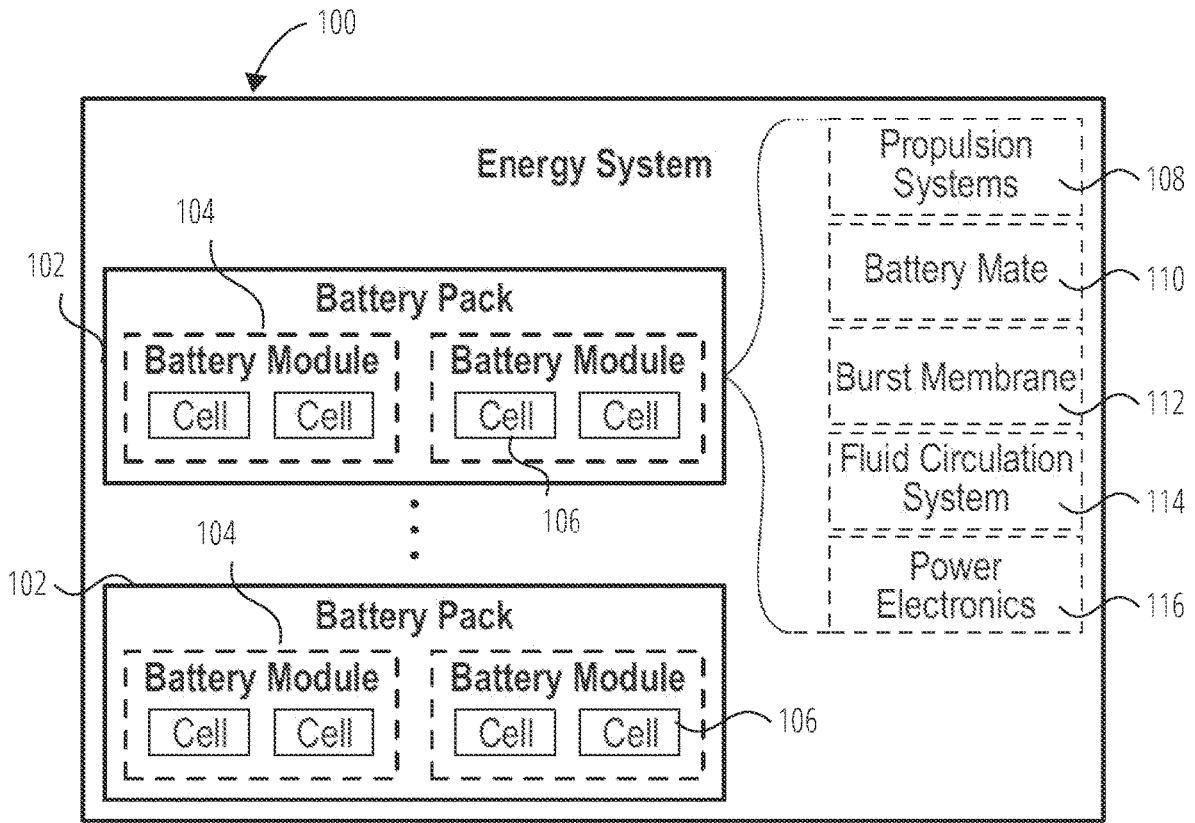 100
Energy System
Propulsion
Systems
108
104
Battery Mate
110
102
Battery Pack
Battery Module Battery Module
Cell Cell Cell Cell
Burst Membrane
112
106
Fluid Circulation
System
114
104
102
Power
Electronics
116
Battery Pack
Battery Module Battery Module
Cell Cell Cell Cell
106